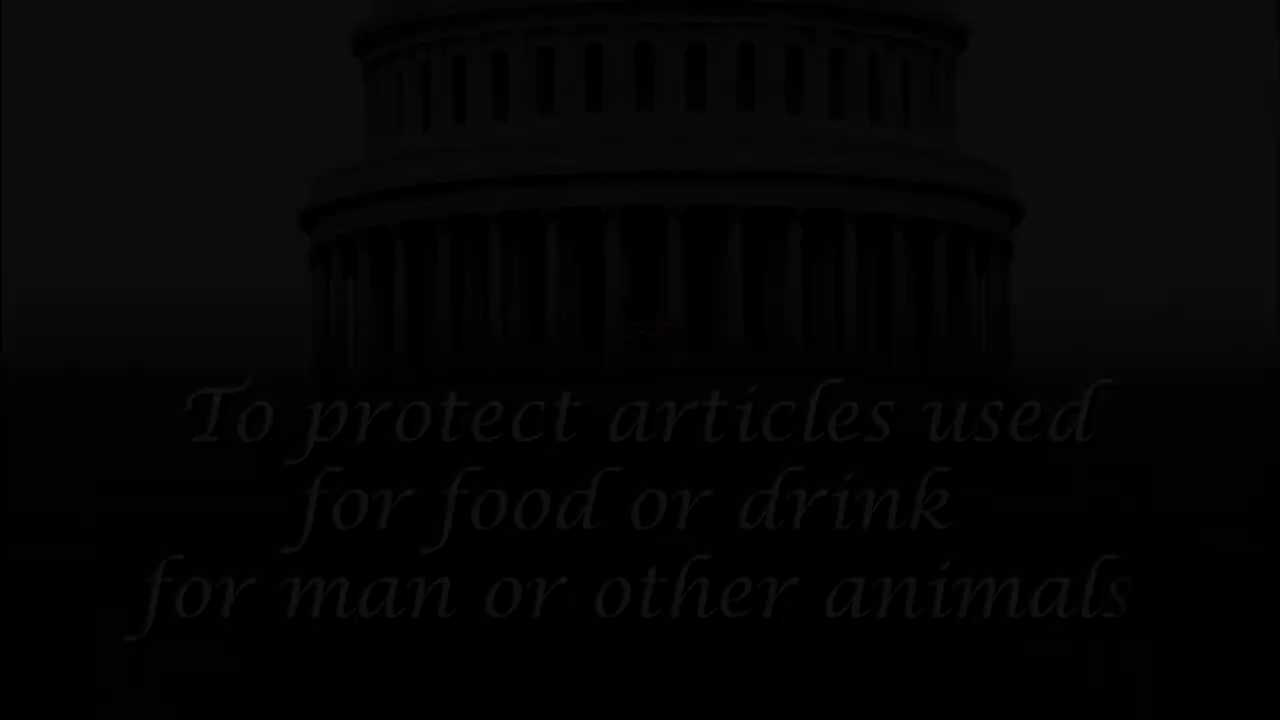 To protect articles used
for food or drink
for man or other animals